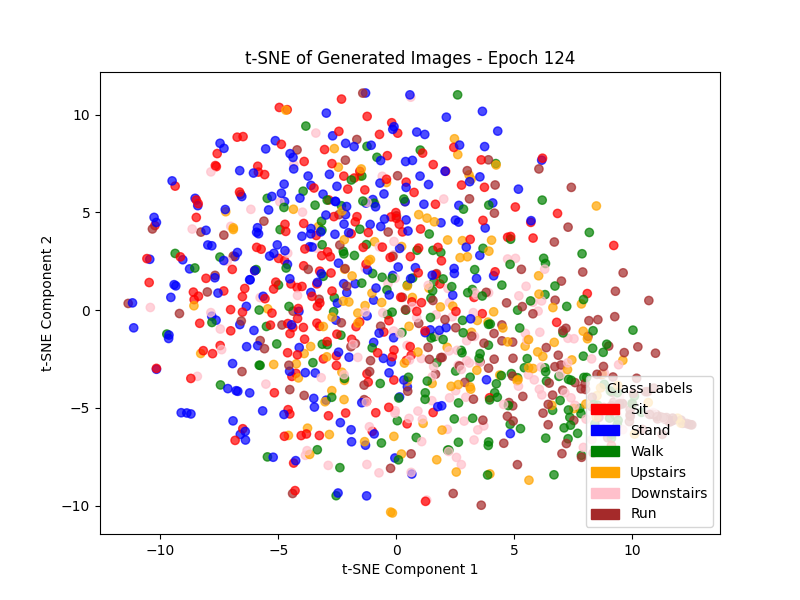 t-SNE of Generated Images - Epoch 124
t-SNE Component 2
10
5
0
−5
−10
−10
−5
0
5
10
t-SNE Component 1
Class Labels
Sit
Stand
Walk
Upstairs
Downstairs
Run